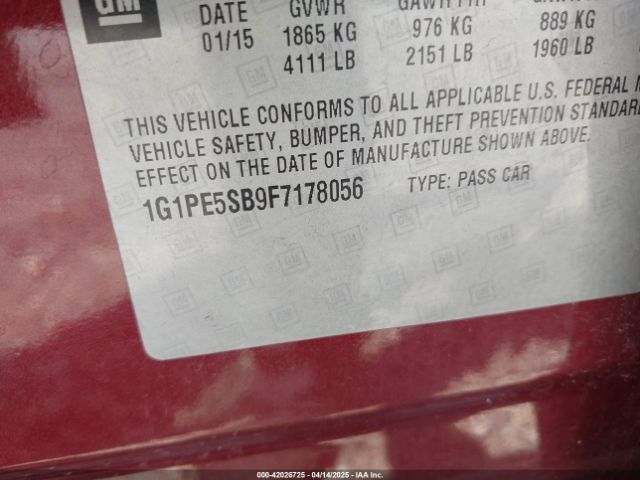 GM
DATE GVWR GAWR FRT
01/15 1865 KG 976 KG 889 KG
4111 LB 2151 LB 1960 LB
THIS VEHICLE CONFORMS TO ALL APPLICABLE U.S. FEDERAL
VEHICLE SAFETY, BUMPER, AND THEFT PREVENTION STANDARD
EFFECT ON THE DATE OF MANUFACTURE SHOWN ABOVE.
1G1PE5SB9F7178056 TYPE: PASS CAR
000-42026725 - 04/14/2025 - IAA Inc.